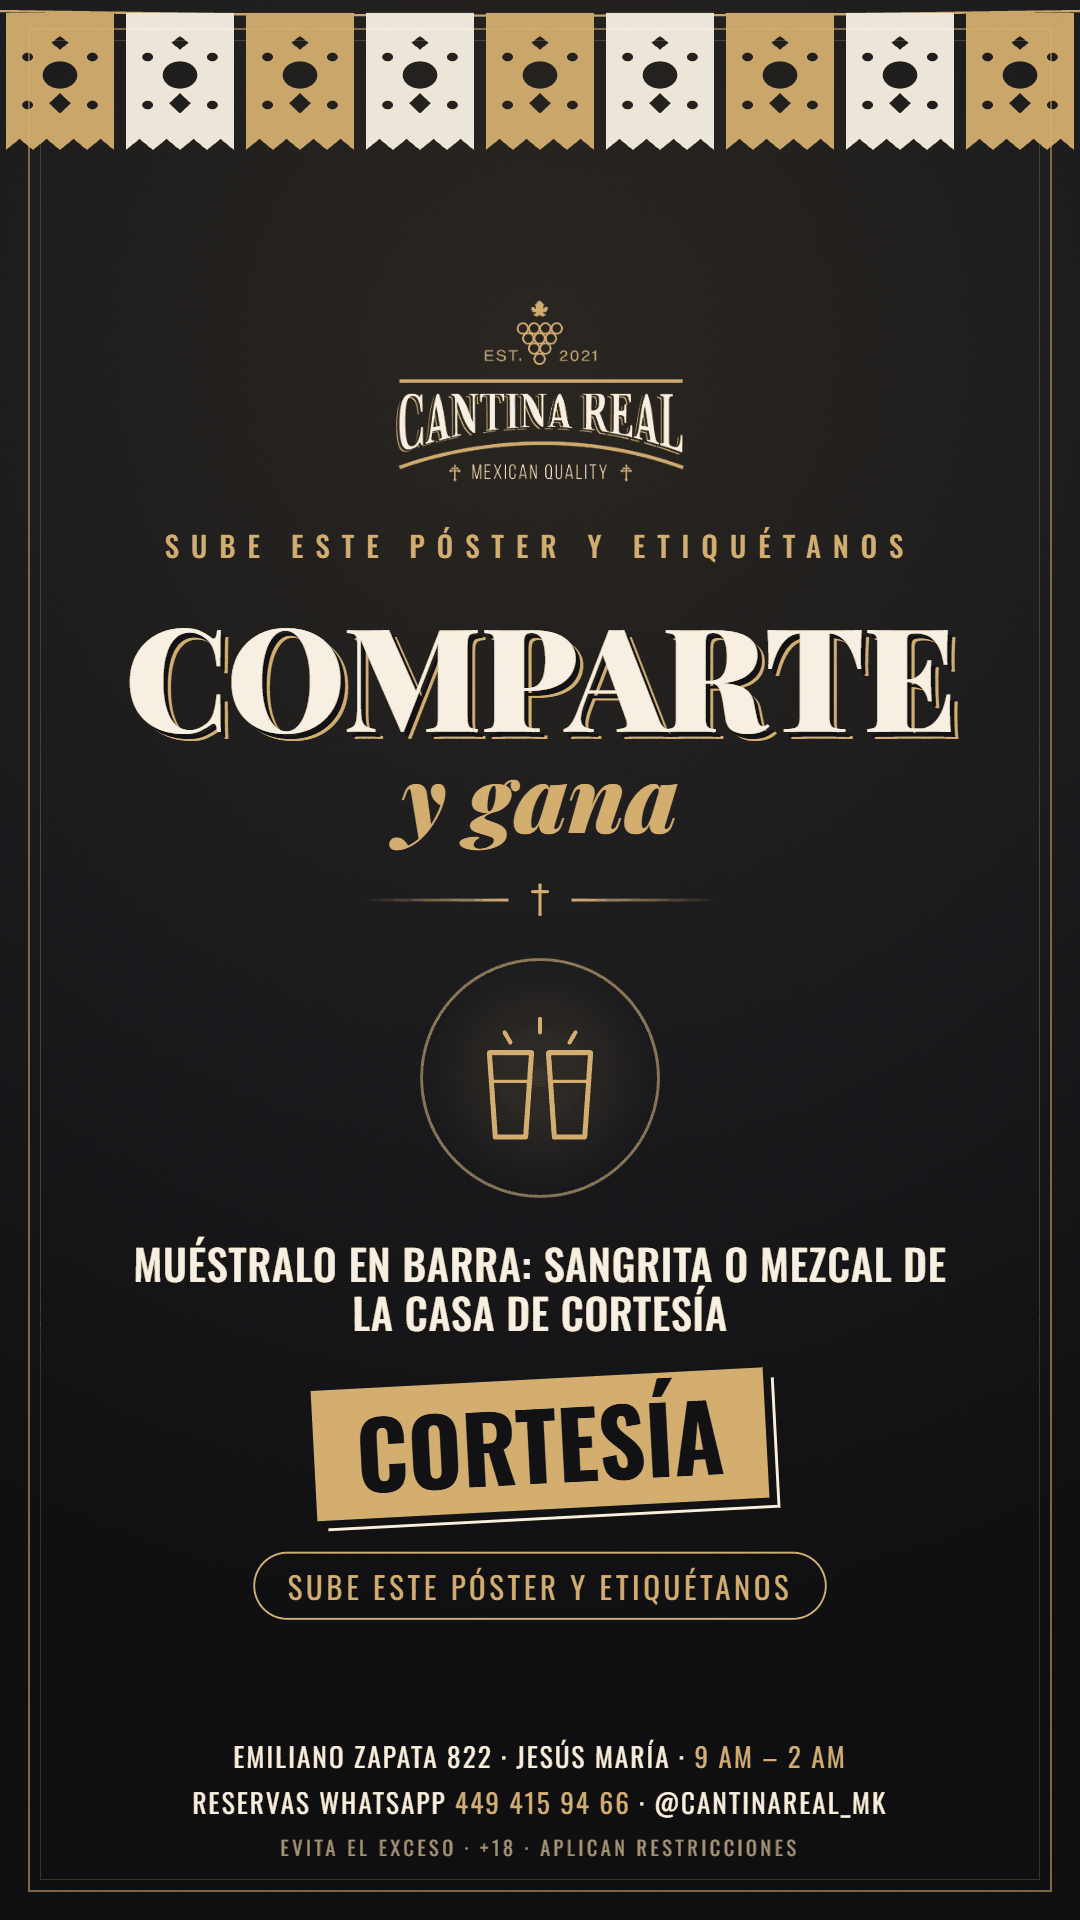 EST. 2021
CANTINA REAL
MEXICAN QUALITY
SUBE ESTE PÓSTER Y ETIQUÉTANOS
COMPARTE
y gana
MUÉSTRALO EN BARRA: SANGRITA O MEZCAL DE
LA CASA DE CORTESÍA
CORTESÍA
SUBE ESTE PÓSTER Y ETIQUÉTANOS
EMILIANO ZAPATA 822 · JESÚS MARÍA · 9 AM – 2 AM
RESERVAS WHATSAPP 449 415 94 66 · @CANTINAREAL_MK
EVITA EL EXCESO · +18 · APLICAN RESTRICCIONES